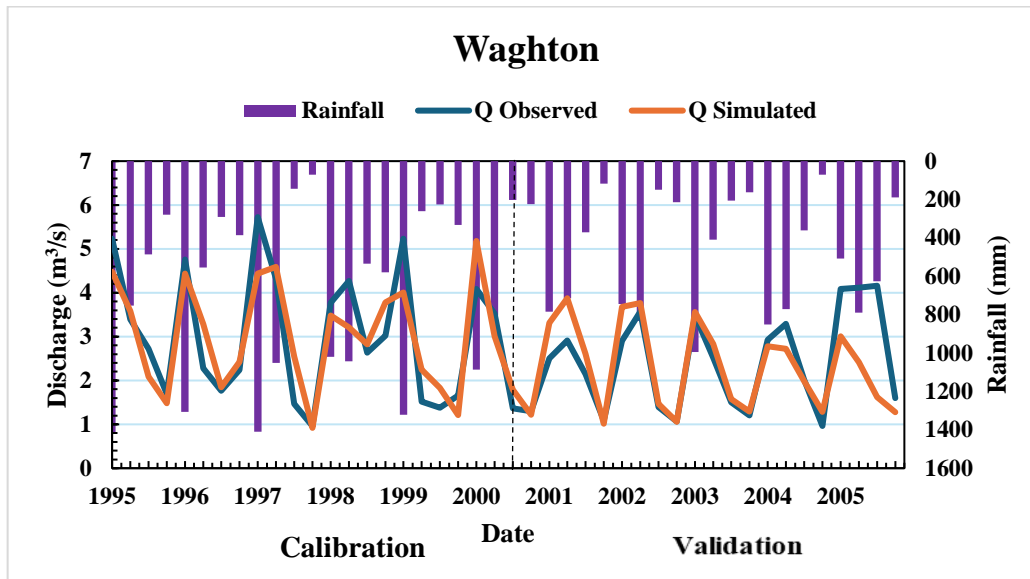 Waghton
Rainfall Q Observed Q Simulated
7
6
5
4
3
2
1
0
Discharge (m³/s)
0
200
400
600
800
1000
1200
1400
1600
Rainfall (mm)
1995 1996 1997 1998 1999 2000 2001 2002 2003 2004 2005
Date
Calibration Validation